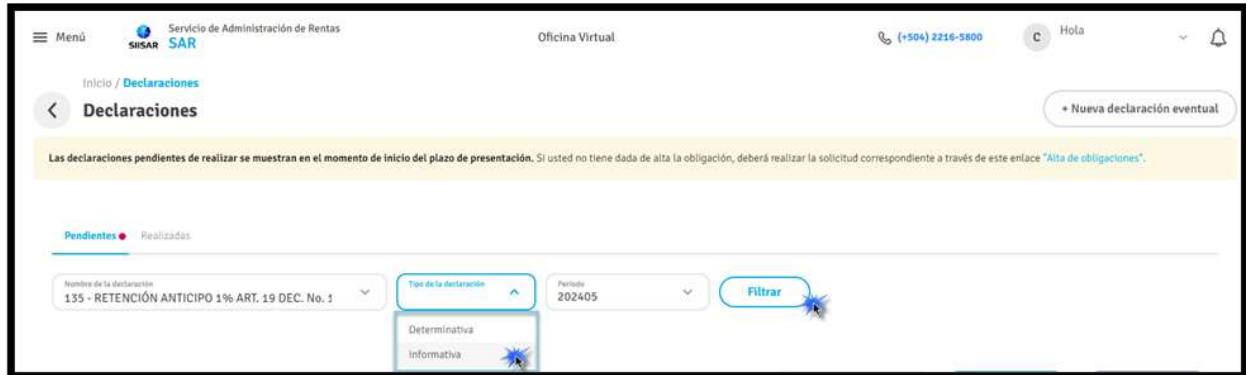 Menú
SIISAR
Servicio de Administración de Rentas
SAR
Oficina Virtual
(+504) 2216-5800
C
Hola
Inicio / Declaraciones
Declaraciones
+ Nueva declaración eventual
Las declaraciones pendientes de realizar se muestran en el momento de inicio del plazo de presentación. Si usted no tiene dada de alta la obligación, deberá realizar la solicitud correspondiente a través de este enlace "Alta de obligaciones".
Pendientes
Realizadas
Nombre de la declaración
135 - RETENCIÓN ANTICIPO 1% ART. 19 DEC. No. 1
Tipo de la declaración
Periodo
202405
Filtrar
Determinativa
Informativa